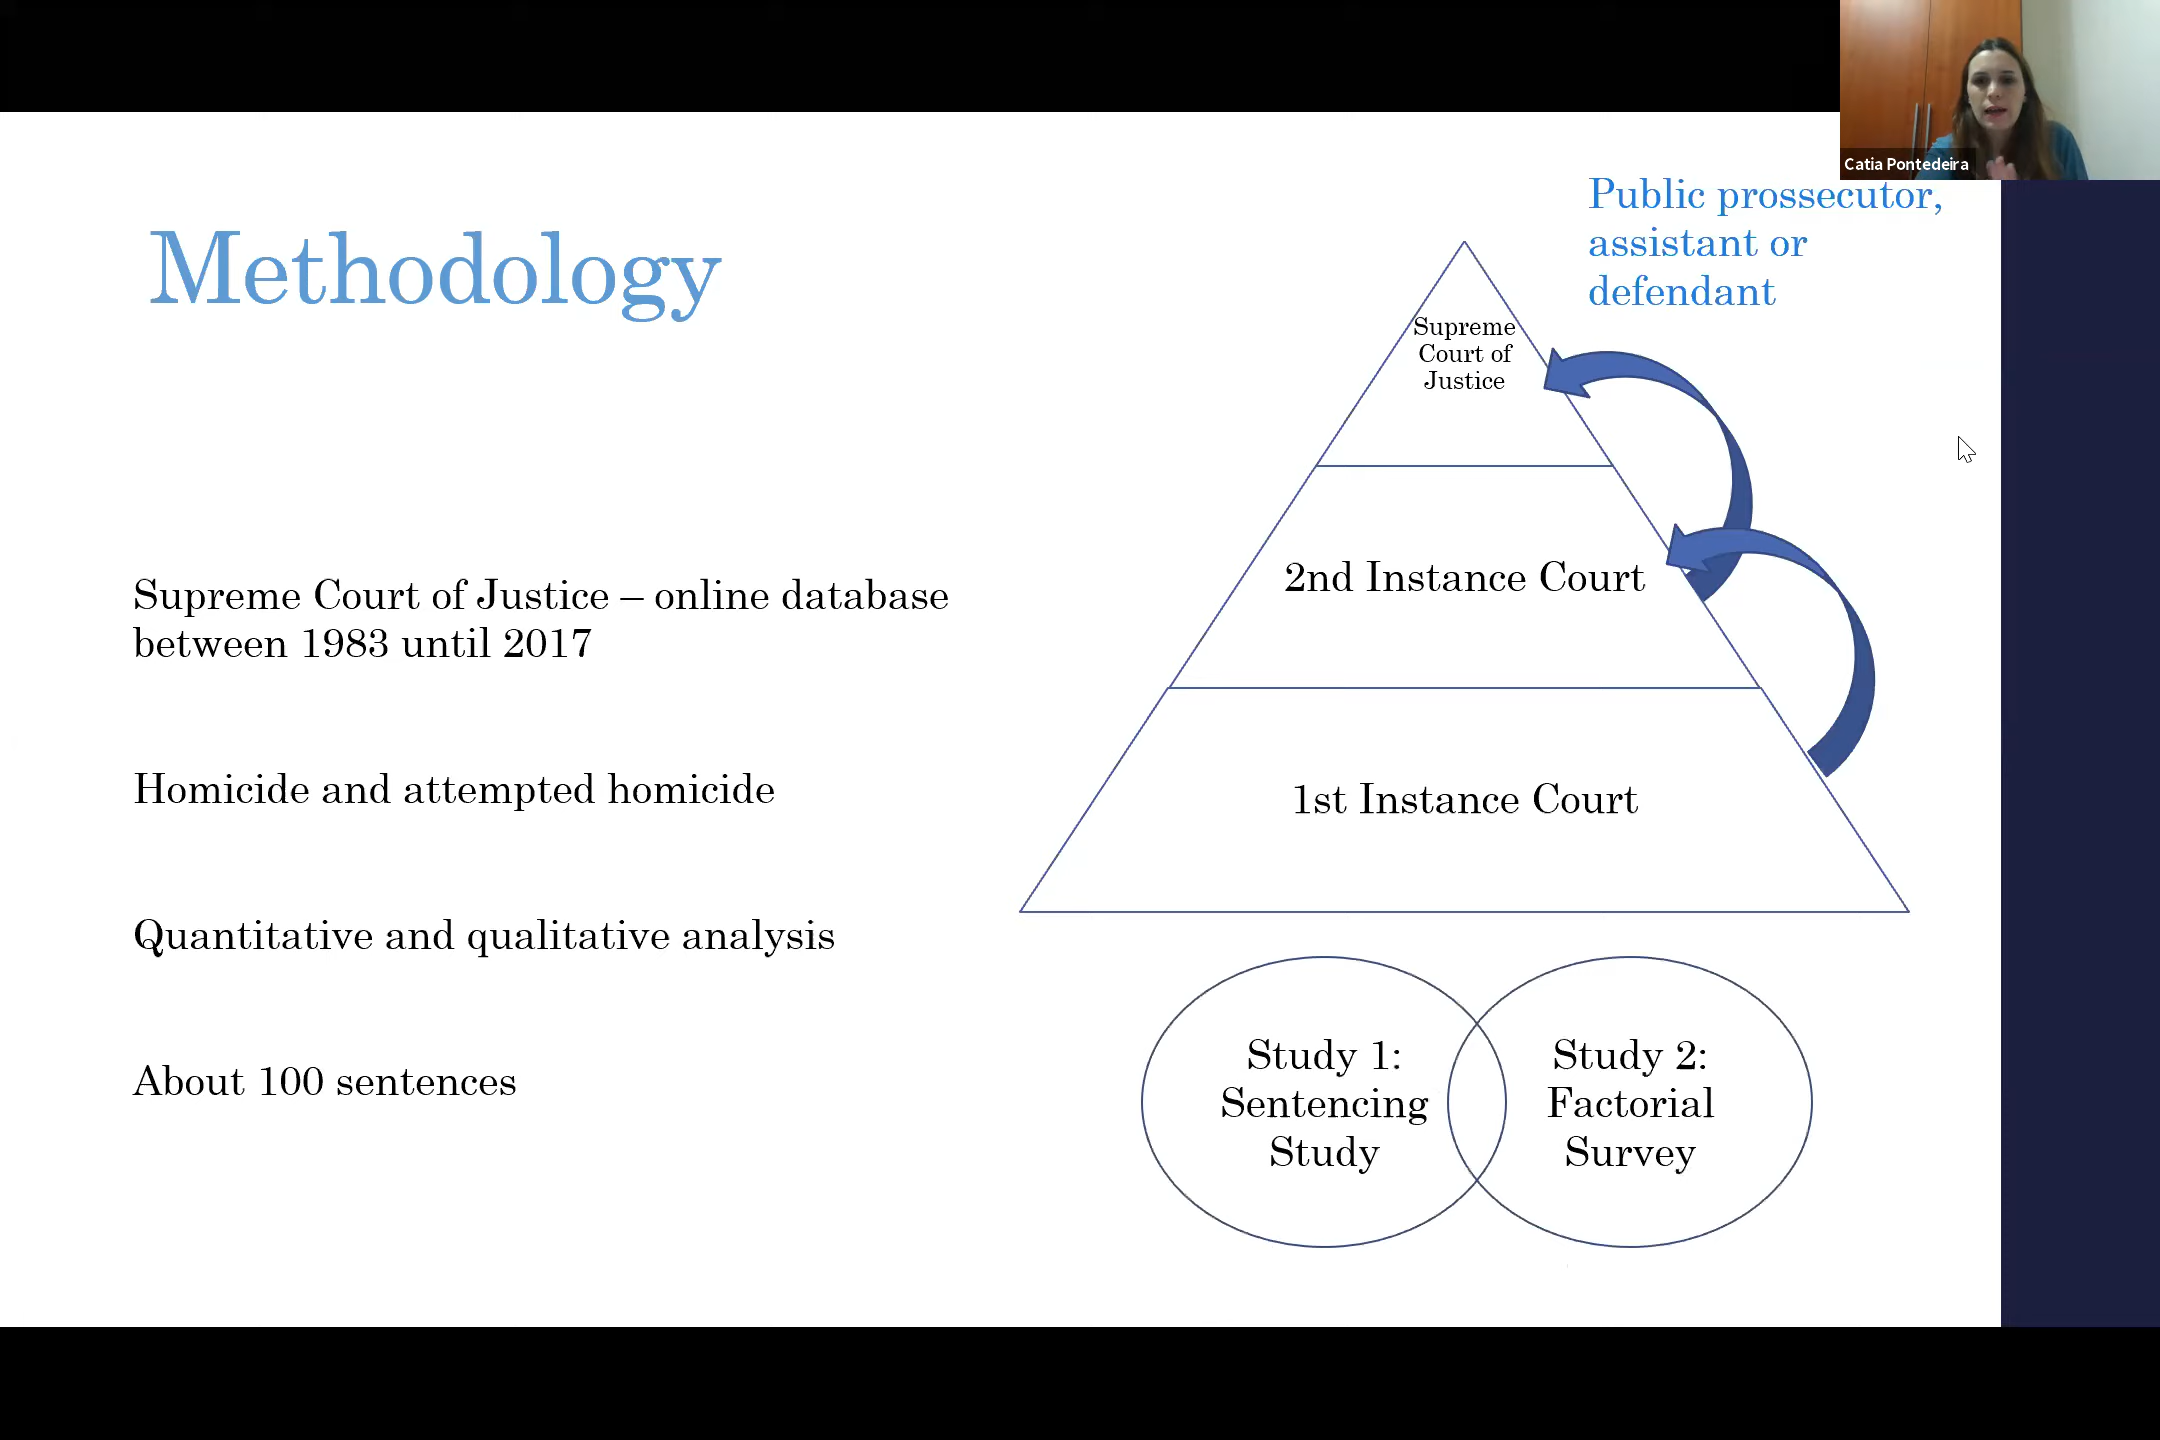 Catia Pontedeira
Public prossecutor,
assistant or
defendant
Methodology
Supreme
Court of
Justice
2nd Instance Court
1st Instance Court
Supreme Court of Justice – online database
between 1983 until 2017
Homicide and attempted homicide
Quantitative and qualitative analysis
About 100 sentences
Study 1:
Sentencing
Study
Study 2:
Factorial
Survey